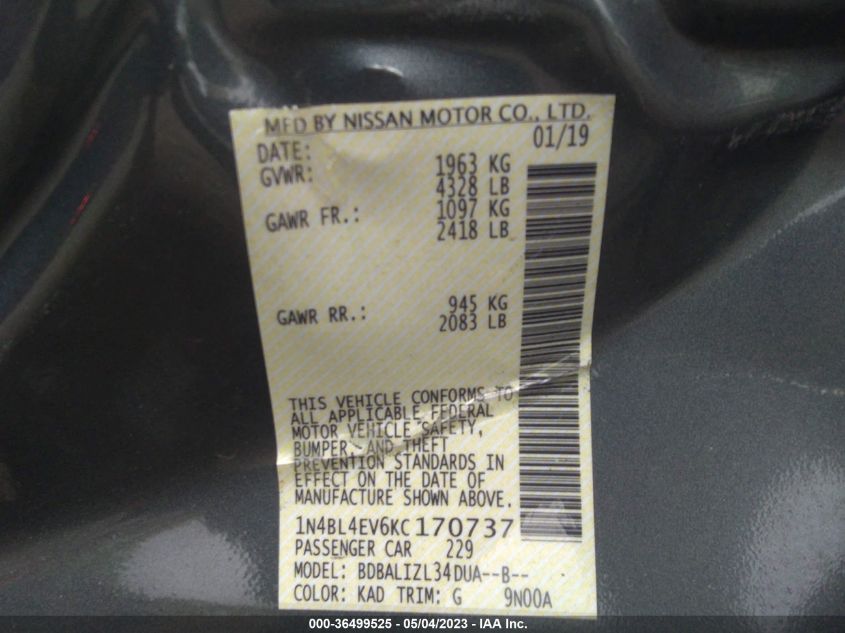 MFD BY NISSAN MOTOR CO., LTD.
DATE: 01/19
GVWR: 1963 KG
4328 LB
GAWR FR.: 1097 KG
2418 LB
GAWR RR.: 945 KG
2083 LB
THIS VEHICLE CONFORMS TO
ALL APPLICABLE FEDERAL
MOTOR VEHICLE SAFETY,
BUMPER, AND THEFT
PREVENTION STANDARDS IN
EFFECT ON THE DATE OF
MANUFACTURE SHOWN ABOVE.
1N4BL4EV6KC170737
PASSENGER CAR 229
MODEL: BDBALIZL34DUA--B--
COLOR: KAD TRIM: G 9N00A
000-36499525 - 05/04/2023 - IAA Inc.